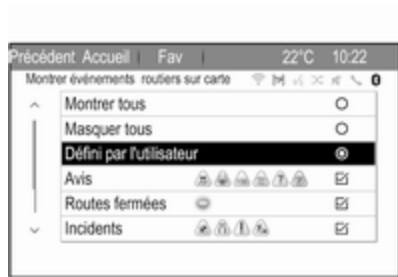 Précédent Accueil Fav 22°C 10:22
Montrer événements routiers sur carte
Montrer tous
Masquer tous
Défini par l'utilisateur
Avis
Routes fermées
Incidents